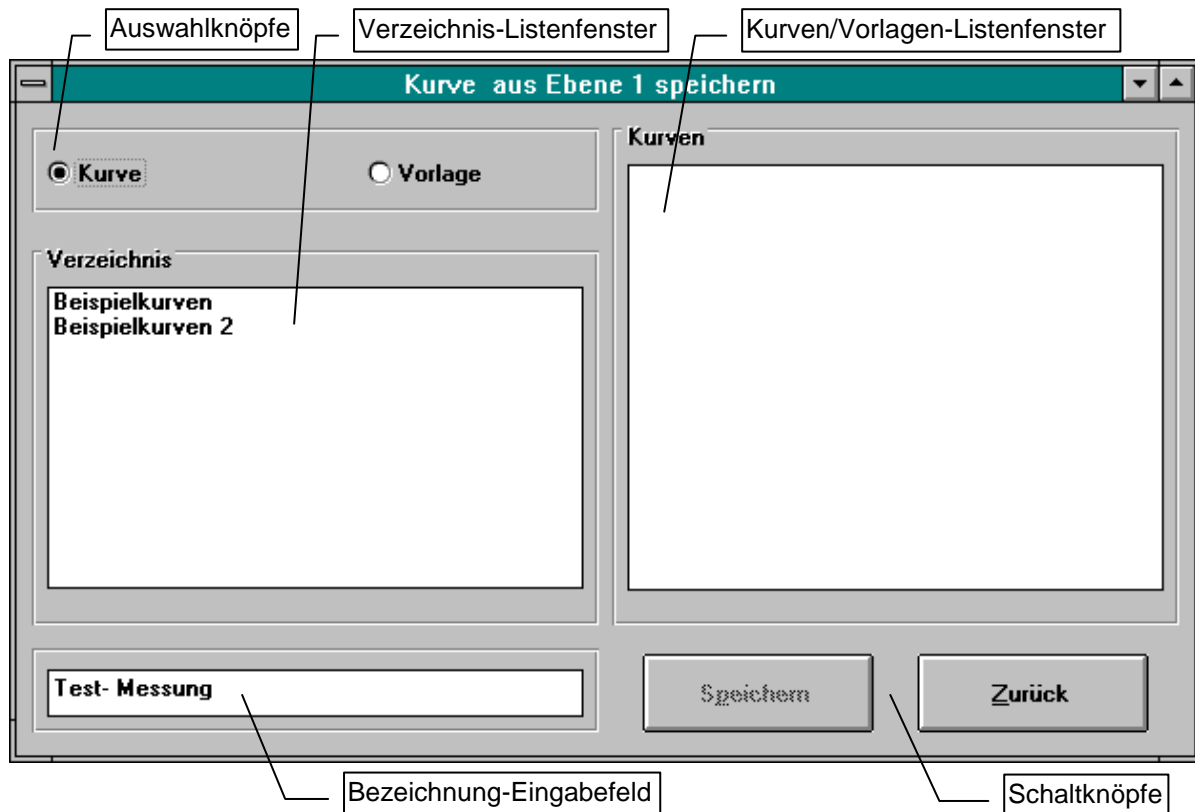 Auswahlknöpfe
Verzeichnis-Listenfenster
Kurven/Vorlagen-Listenfenster
Kurve aus Ebene 1 speichern
Kurve
Vorlage
Kurven
Verzeichnis
Beispielkurven
Beispielkurven 2
Test- Messung
Speichern
Zurück
Bezeichnung-Eingabefeld
Schaltknöpfe